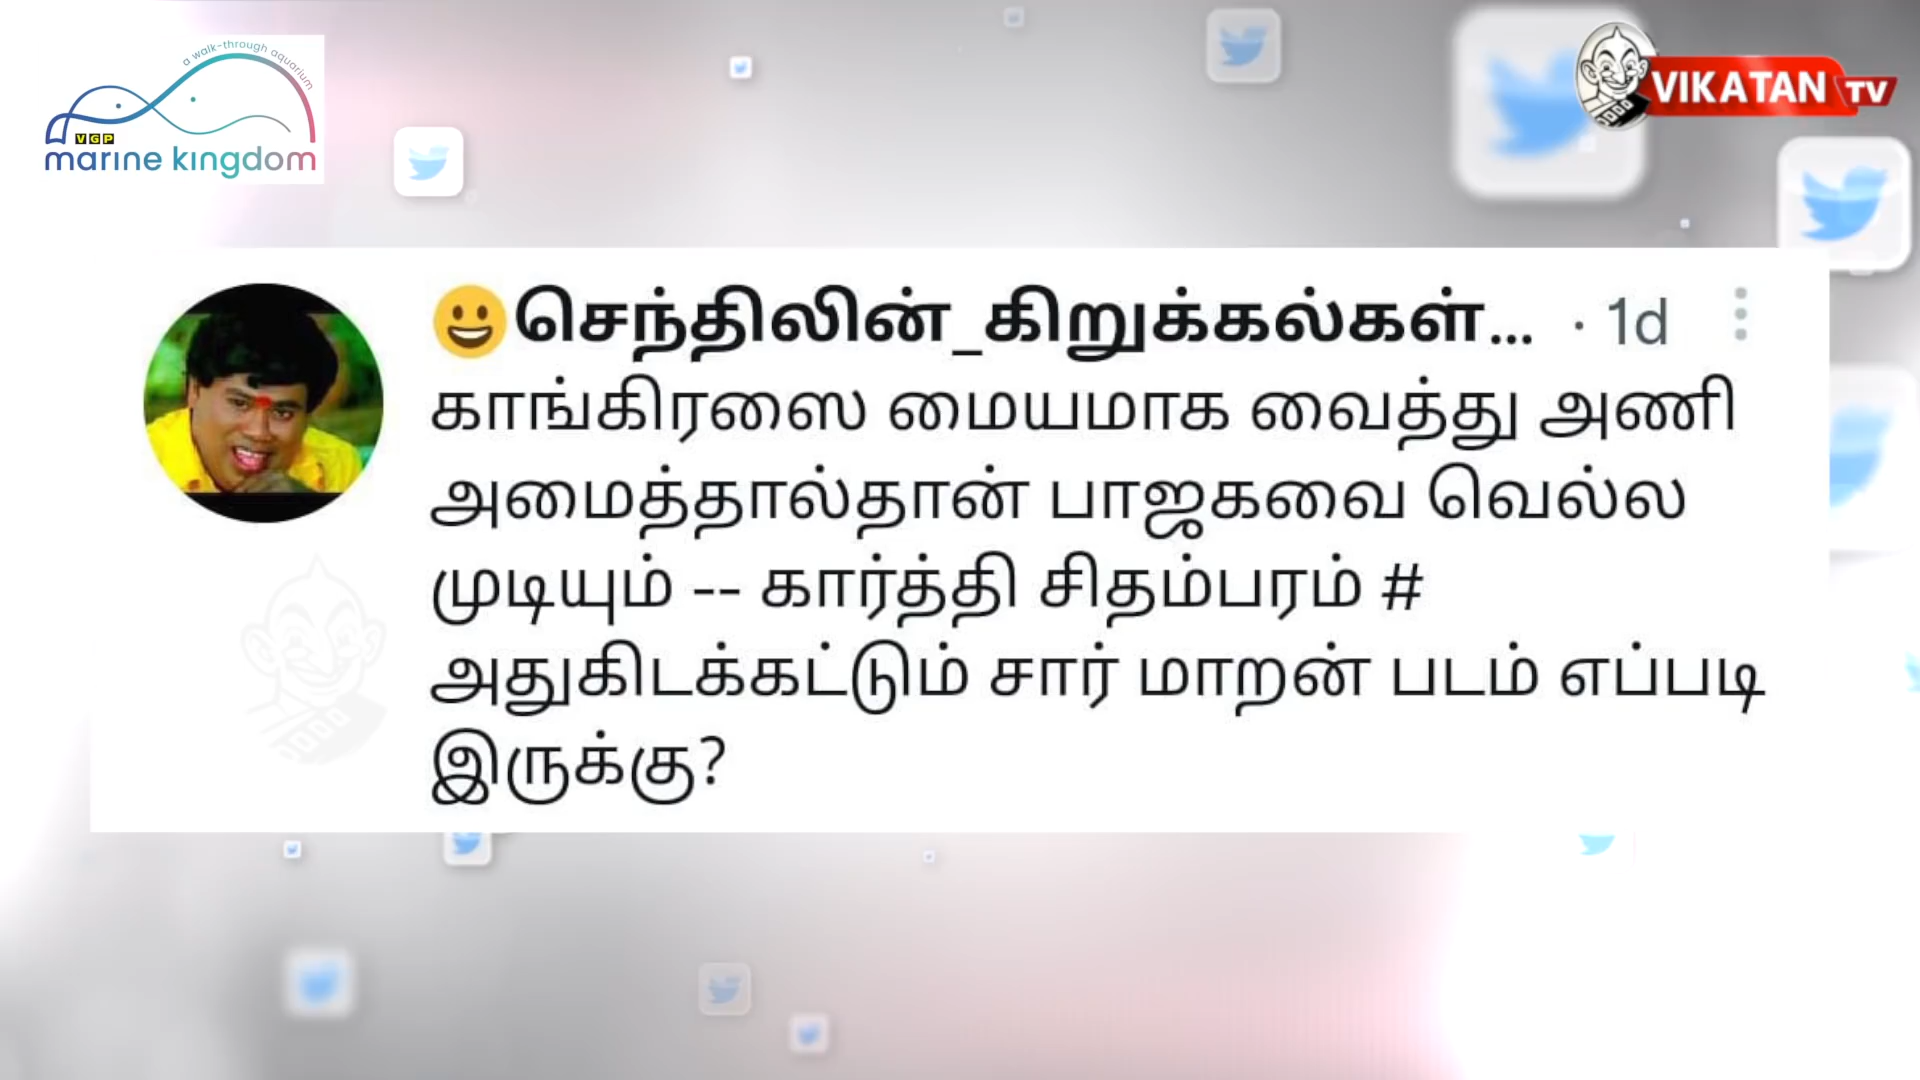 a walk-through aquarium
VGP
marine kingdom
VIKATAN TV
😀செந்திலின்_கிறுக்கல்கள்... · 1d
காங்கிரஸை மையமாக வைத்து அணி
அமைத்தால்தான் பாஜகவை வெல்ல
முடியும் -- கார்த்தி சிதம்பரம் #
அதுகிடக்கட்டும் சார் மாறன் படம் எப்படி
இருக்கு?